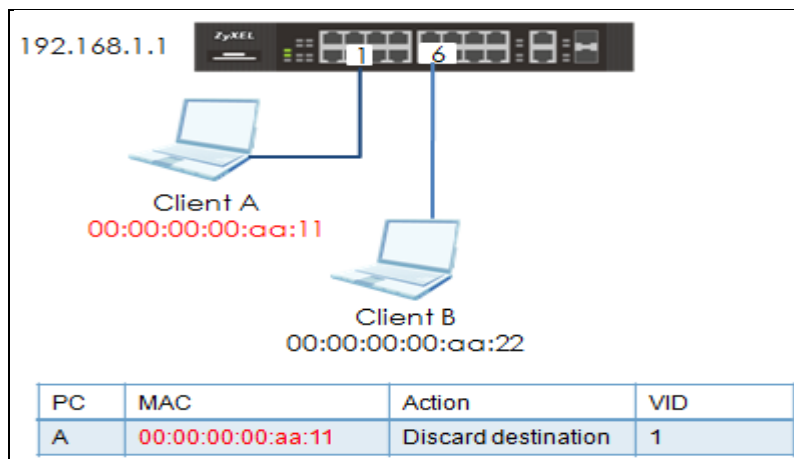 192.168.1.1
ZyXEL
1
6
Client A
00:00:00:00:aa:11
Client B
00:00:00:00:aa:22
PC MAC Action VID
A 00:00:00:00:aa:11 Discard destination 1